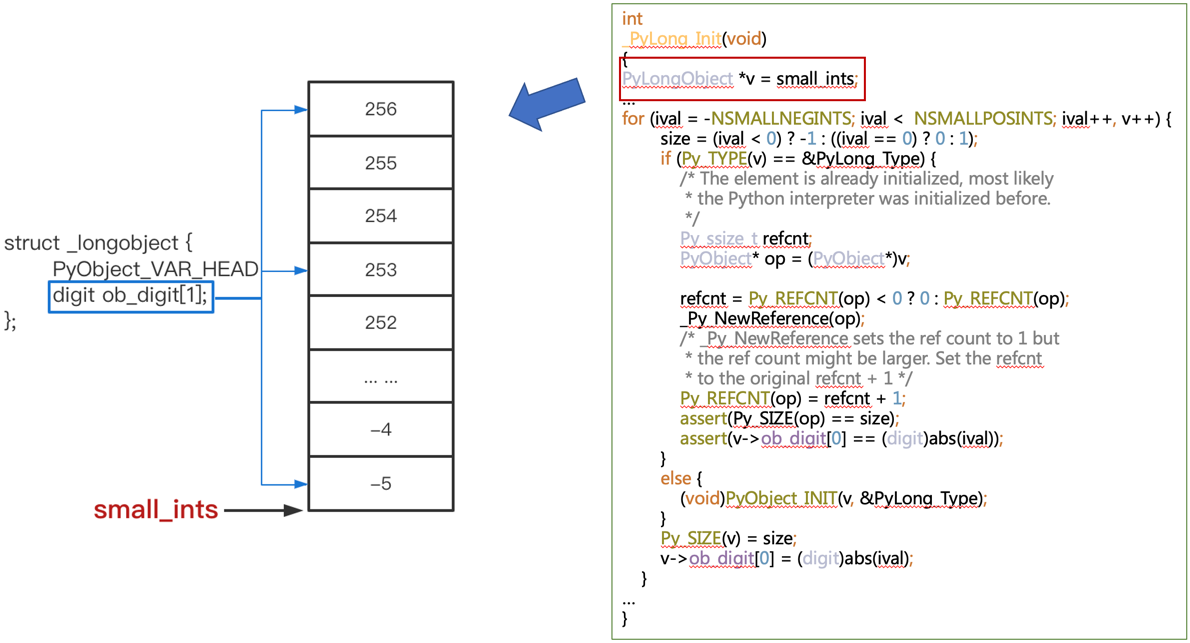 struct _longobject {
PyObject_VAR_HEAD
digit ob_digit[1];
};
256
255
254
253
252
... ...
-4
-5
small_ints
int
_PyLong_Init(void)
{
PyLongObject *v = small_ints;
...
for (ival = -NSMALLNEGINTS; ival < NSMALLPOSINTS; ival++, v++) {
size = (ival < 0) ? -1 : ((ival == 0) ? 0 : 1);
if (Py_TYPE(v) == &PyLong_Type) {
/* The element is already initialized, most likely
* the Python interpreter was initialized before.
*/
Py_ssize_t refcnt;
PyObject* op = (PyObject*)v;
refcnt = Py_REFCNT(op) < 0 ? 0 : Py_REFCNT(op);
_Py_NewReference(op);
/* _Py_NewReference sets the ref count to 1 but
* the ref count might be larger. Set the refcnt
* to the original refcnt + 1 */
Py_REFCNT(op) = refcnt + 1;
assert(Py_SIZE(op) == size);
assert(v->ob_digit[0] == (digit)abs(ival));
}
else {
(void)PyObject_INIT(v, &PyLong_Type);
}
Py_SIZE(v) = size;
v->ob_digit[0] = (digit)abs(ival);
}
...
}